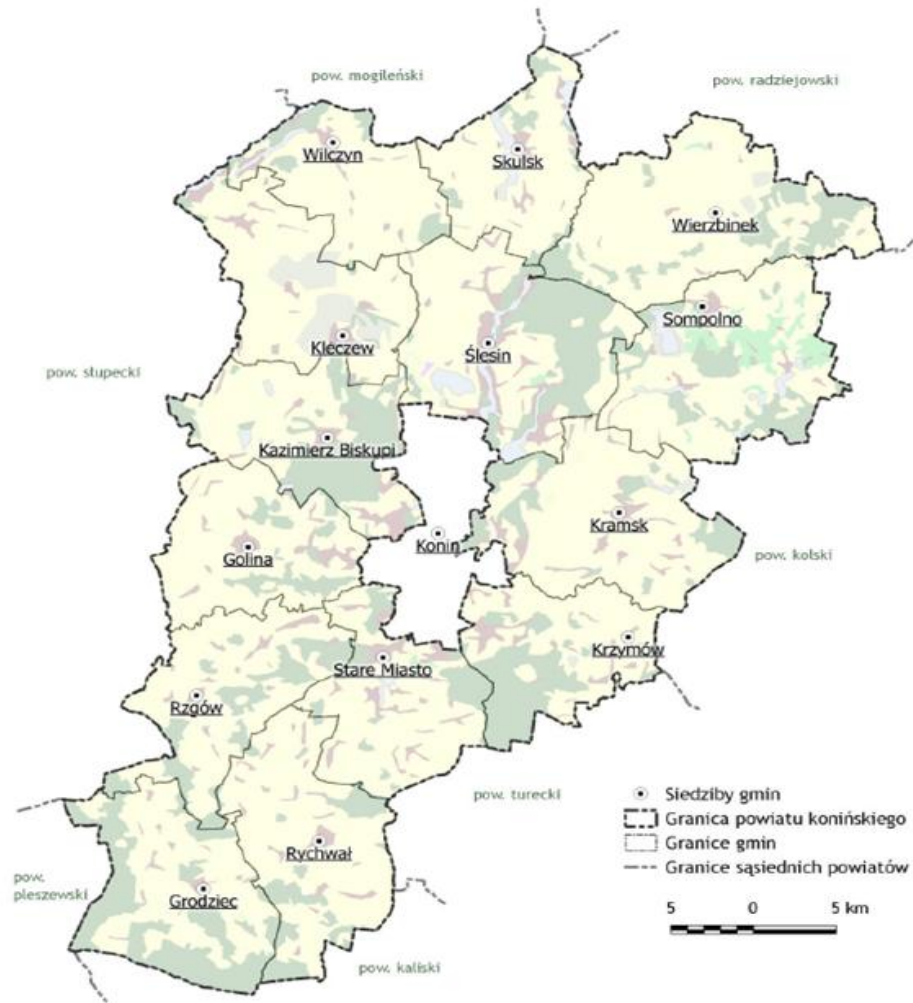 pow. mogileński
pow. radziejowski
Wilczyn
Skulsk
Wierzbinek
Sompolno
Kleczew
Ślesin
pow. słupecki
Kazimierz Biskupi
Kramsk
Konin
Golina
pow. kolski
Krzymów
Stare Miasto
Rzgów
pow. turecki
Siedziby gmin
Granica powiatu konińskiego
Granice gmin
Granice sąsiednich powiatów
Rychwał
pow.
pleszewski
Grodziec
5 0 5 km
pow. kaliski